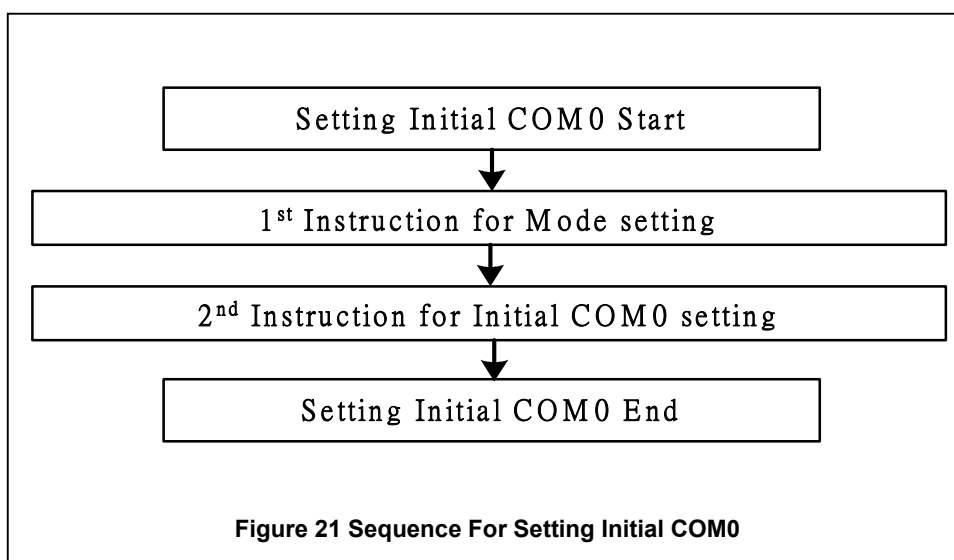 Setting Initial COM0 Start
1st Instruction for Mode setting
2nd Instruction for Initial COM0 setting
Setting Initial COM0 End
Figure 21 Sequence For Setting Initial COM0